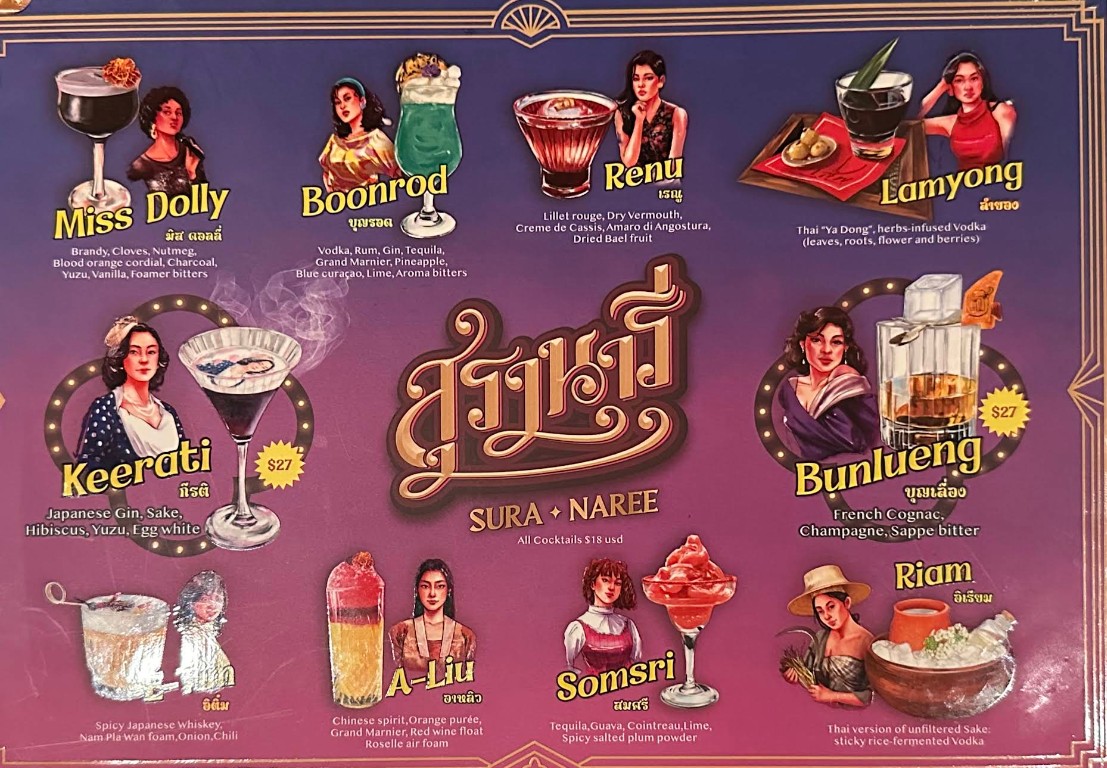 Miss Dolly
มิส ดอลลี่
Brandy, Cloves, Nutmeg,
Blood orange cordial, Charcoal,
Yuzu, Vanilla, Foamer bitters
Boonrod
บุญรอด
Vodka, Rum, Gin, Tequila,
Grand Marnier, Pineapple,
Blue curaçao, Lime, Aroma bitters
Renu
เรณู
Lillet rouge, Dry Vermouth,
Creme de Cassis, Amaro di Angostura,
Dried Bael fruit
Lamyong
ลำยอง
Thai "Ya Dong", herbs-infused Vodka
(leaves, roots, flower and berries)
Keerati
กีรติ
$27
Japanese Gin, Sake,
Hibiscus, Yuzu, Egg white
สุรานารี
SURA NAREE
All Cocktails $18 usd
Bunlueng
บุญเลื่อง
$27
French Cognac,
Champagne, Sappe bitter
อีติ๋ม
Spicy Japanese Whiskey,
Nam Pla Wan foam, Onion, Chili
A-Liu
อาหลิว
Chinese spirit, Orange purée,
Grand Marnier, Red wine float
Roselle air foam
Somsri
สมศรี
Tequila, Guava, Cointreau, Lime,
Spicy salted plum powder
Riam
อีเรียม
Thai version of unfiltered Sake:
sticky rice-fermented Vodka